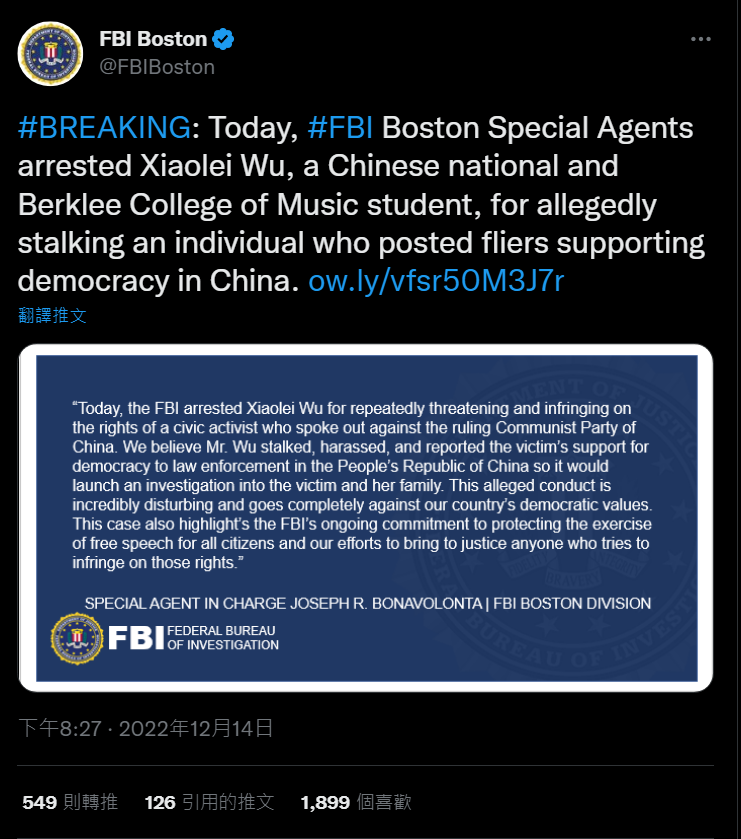 FBI Boston
@FBIBoston
#BREAKING: Today, #FBI Boston Special Agents
arrested Xiaolei Wu, a Chinese national and
Berklee College of Music student, for allegedly
stalking an individual who posted fliers supporting
democracy in China. ow.ly/vfsr50M3J7r
翻譯推文
“Today, the FBI arrested Xiaolei Wu for repeatedly threatening and infringing on
the rights of a civic activist who spoke out against the ruling Communist Party of
China. We believe Mr. Wu stalked, harassed, and reported the victim’s support for
democracy to law enforcement in the People’s Republic of China so it would
launch an investigation into the victim and her family. This alleged conduct is
incredibly disturbing and goes completely against our country’s democratic values.
This case also highlight’s the FBI’s ongoing commitment to protecting the exercise
of free speech for all citizens and our efforts to bring to justice anyone who tries to
infringe on those rights.”
SPECIAL AGENT IN CHARGE JOSEPH R. BONAVOLONTA | FBI BOSTON DIVISION
FBI FEDERAL BUREAU
OF INVESTIGATION
下午8:27 · 2022年12月14日
549 則轉推 126 引用的推文 1,899 個喜歡